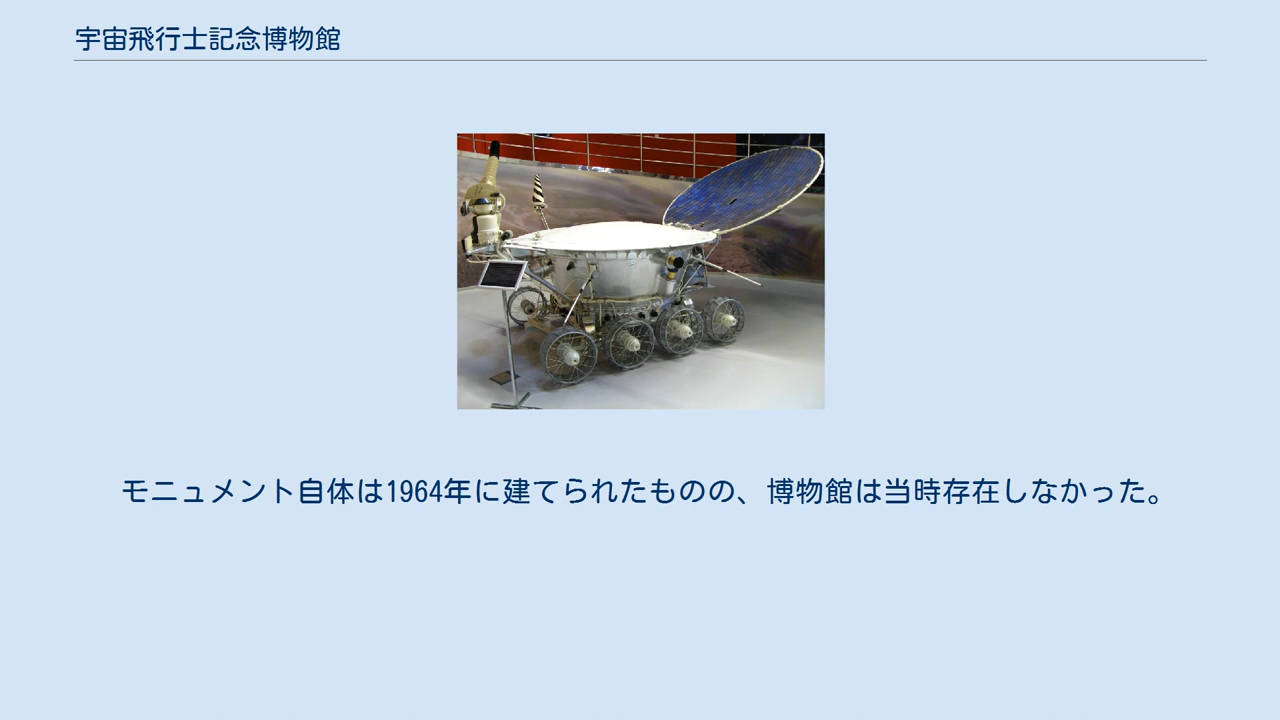 宇宙飛行士記念博物館
モニュメント自体は1964年に建てられたものの、博物館は当時存在しなかった。